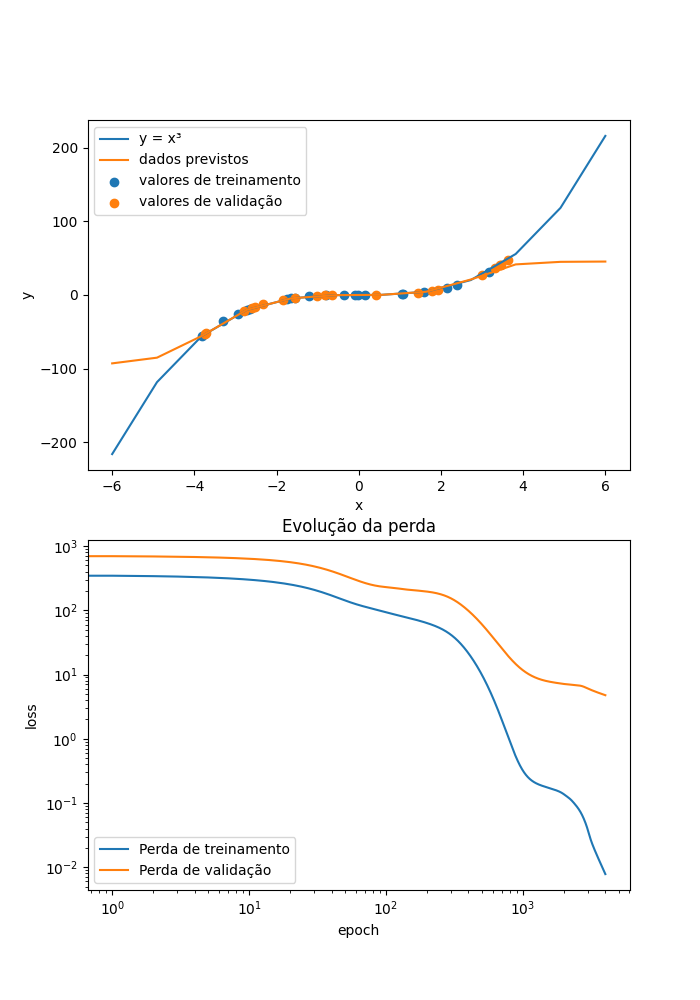 y = x³
dados previstos
valores de treinamento
valores de validação
200
100
0
−100
−200
y
−6 −4 −2 0 2 4 6
x
Evolução da perda
10³
10²
10¹
10⁰
10⁻¹
10⁻²
loss
Perda de treinamento
Perda de validação
10⁰ 10¹ 10² 10³
epoch